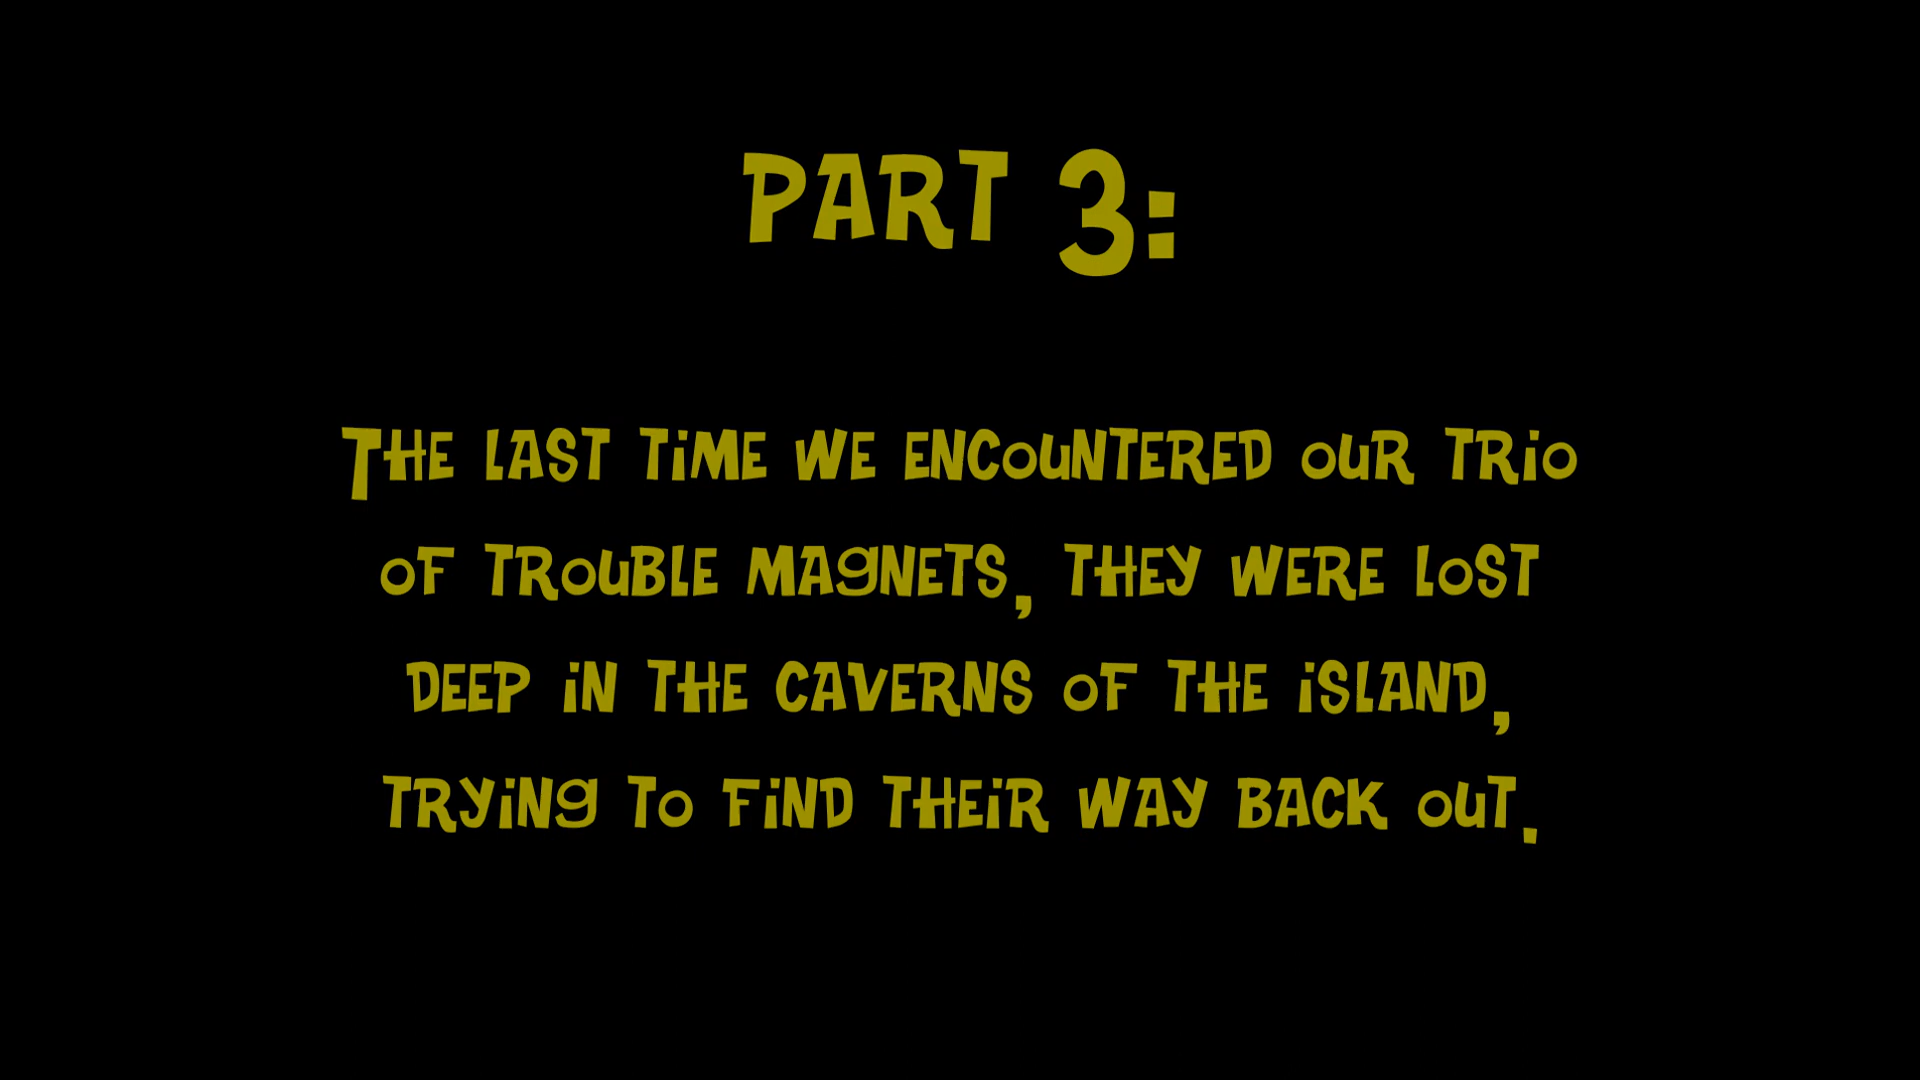 PART 3:
THE LAST TiME WE ENCOuNTERED OuR TRiO
OF TROuBLE MAgNETS, THEY WERE LOST
DEEP iN THE CAVERNS OF THE iSLAND,
TRYiNg TO FiND THEiR WAY BACK OuT.